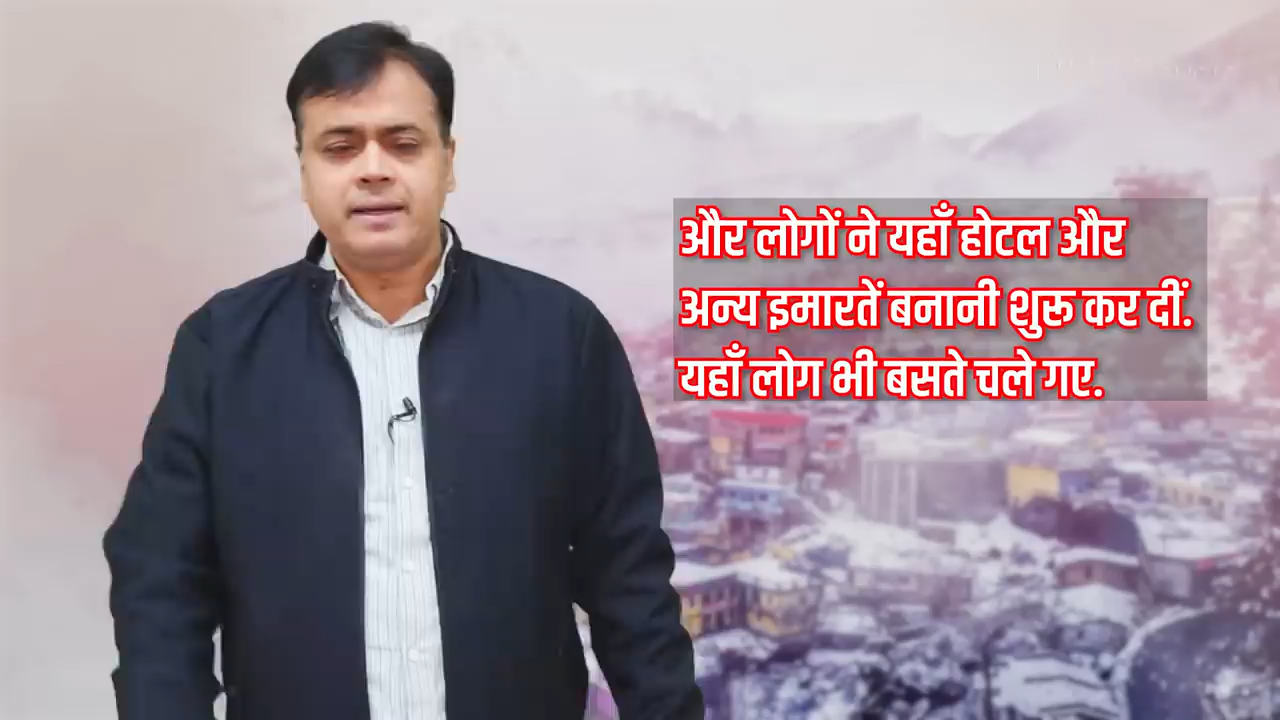 और लोगों ने यहाँ होटल और
अन्य इमारतें बनानी शुरू कर दीं.
यहाँ लोग भी बसते चले गए.